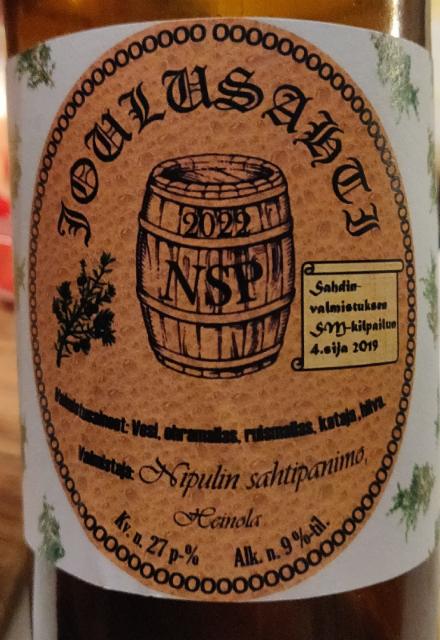 JOULUSAHTI
2022
NSP
Sahdin-
valmistuksen
SM-kilpailun
4.sija 2019
Valmistusaineet: Vesi, ohramallas, ruismallas, kataja, hiiva.
Valmistaja: Nipulin sahtipanimo,
Heinola
Kv. n. 27 p-% Alk. n. 9 %-til.